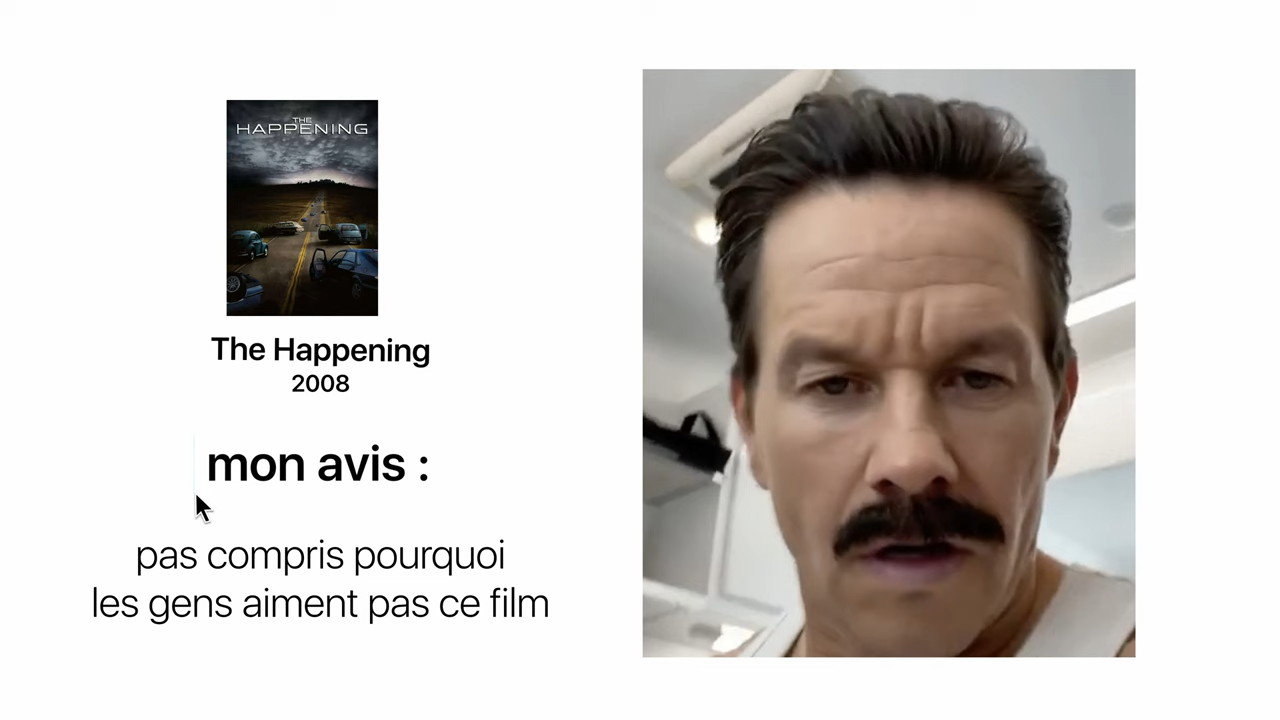 THE
HAPPENING
The Happening
2008
mon avis :
pas compris pourquoi
les gens aiment pas ce film